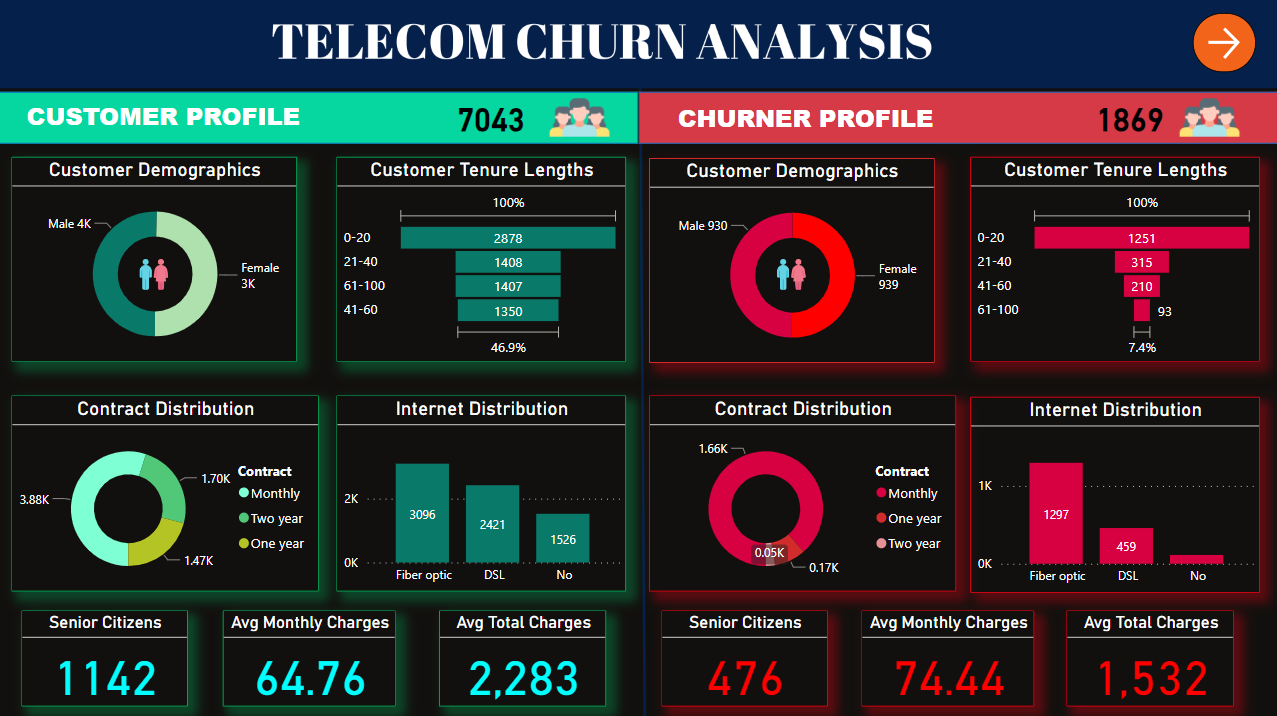 TELECOM CHURN ANALYSIS
CUSTOMER PROFILE
7043
CHURNER PROFILE
1869
Customer Demographics
Male 4K
Female
3K
Customer Tenure Lengths
100%
0-20
2878
21-40
1408
61-100
1407
41-60
1350
46.9%
Customer Demographics
Male 930
Female
939
Customer Tenure Lengths
100%
0-20
1251
21-40
315
41-60
210
61-100
93
7.4%
Contract Distribution
3.88K
1.70K
1.47K
Contract
Monthly
Two year
One year
Internet Distribution
2K
0K
3096
2421
1526
Fiber optic
DSL
No
Contract Distribution
1.66K
0.05K
0.17K
Contract
Monthly
One year
Two year
Internet Distribution
1K
0K
1297
459
Fiber optic
DSL
No
Senior Citizens
1142
Avg Monthly Charges
64.76
Avg Total Charges
2,283
Senior Citizens
476
Avg Monthly Charges
74.44
Avg Total Charges
1,532